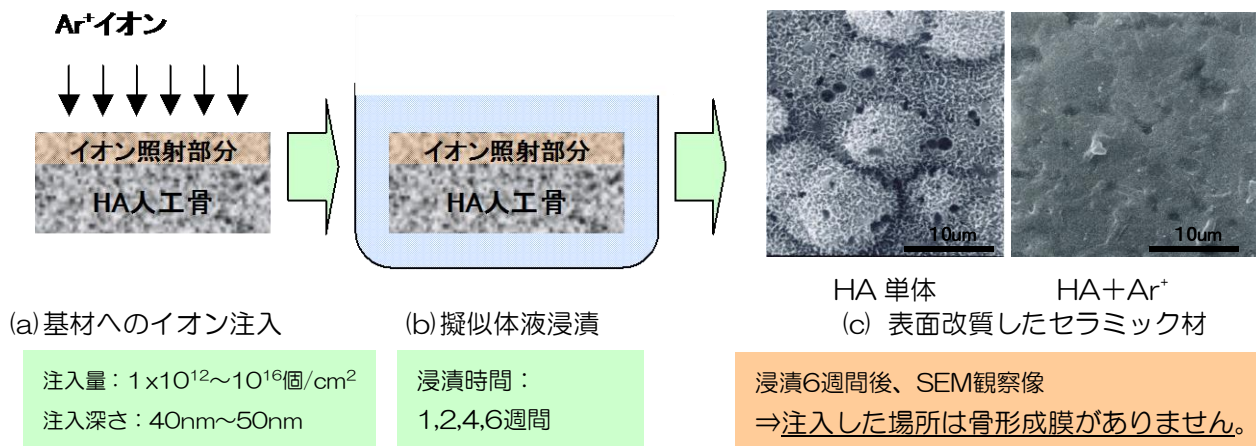 Ar⁺イオン
イオン照射部分
HA人工骨
イオン照射部分
HA人工骨
10um
10um
HA 単体
HA＋Ar⁺
(a)基材へのイオン注入
(b)擬似体液浸漬
(c) 表面改質したセラミック材
注入量：１x10¹²～10¹⁶個/cm²
注入深さ：40nm～50nm
浸漬時間：
1,2,4,6週間
浸漬6週間後、SEM観察像
⇒注入した場所は骨形成膜がありません。